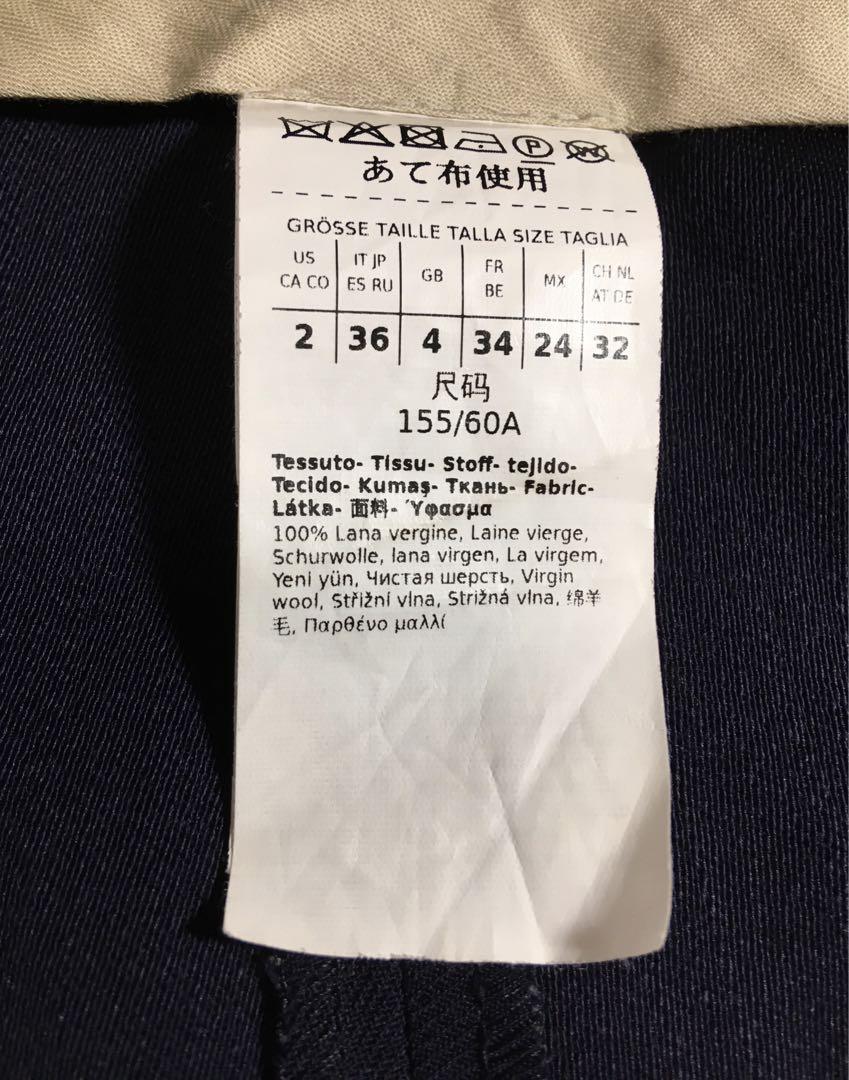 P W
あて布使用
GRÖSSE TAILLE TALLA SIZE TAGLIA
US CA CO IT JP ES RU GB FR BE MX CH NL AT DE
2 36 4 34 24 32
尺码
155/60A
Tessuto- Tissu- Stoff- tejido-
Tecido- Kumaş- Ткань- Fabric-
Látka- 面料- Ύφασμα
100% Lana vergine, Laine vierge,
Schurwolle, lana virgen, La virgem,
Yeni yün, Чистая шерсть, Virgin
wool, Střižní vlna, Strižná vlna, 绵羊
毛, Παρθένο μαλλί